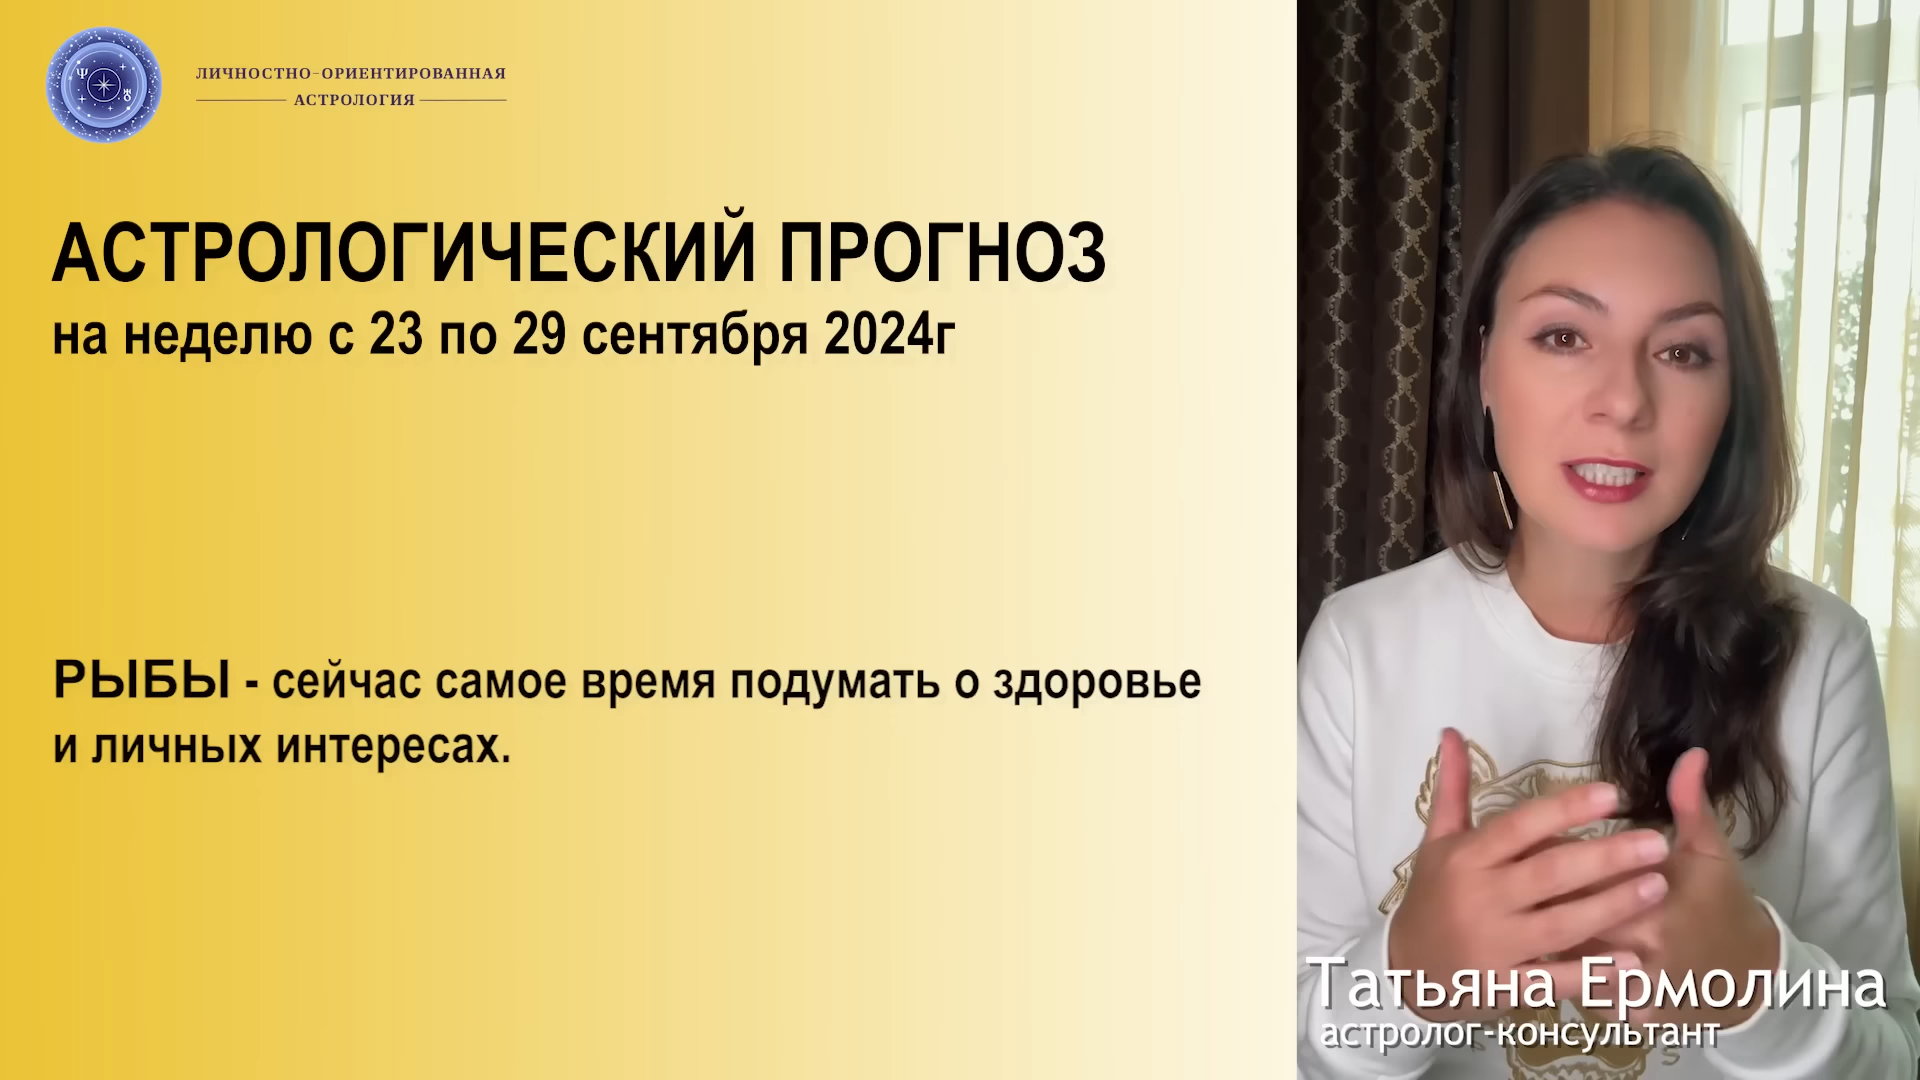 ЛИЧНОСТНО-ОРИЕНТИРОВАННАЯ
АСТРОЛОГИЯ
АСТРОЛОГИЧЕСКИЙ ПРОГНОЗ
на неделю с 23 по 29 сентября 2024г
РЫБЫ - сейчас самое время подумать о здоровье
и личных интересах.
Татьяна Ермолина
астролог-консультант